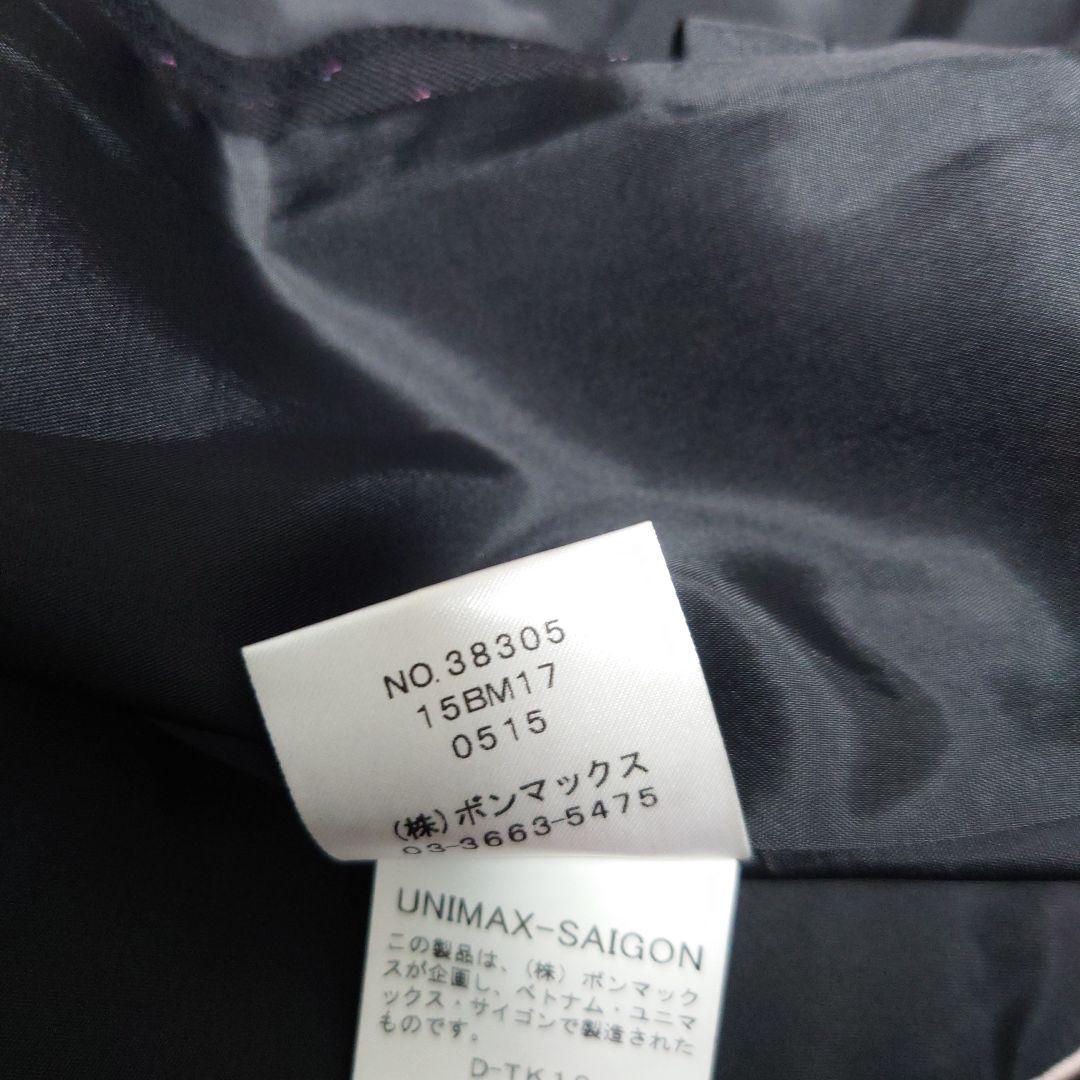 NO.38305
15BM17
0515
(株)ボンマックス
03-3663-5475
UNIMAX-SAIGON
この製品は、(株) ボンマック
スが企画し、ベトナム・ユニマ
ックス・サイゴンで製造された
ものです。